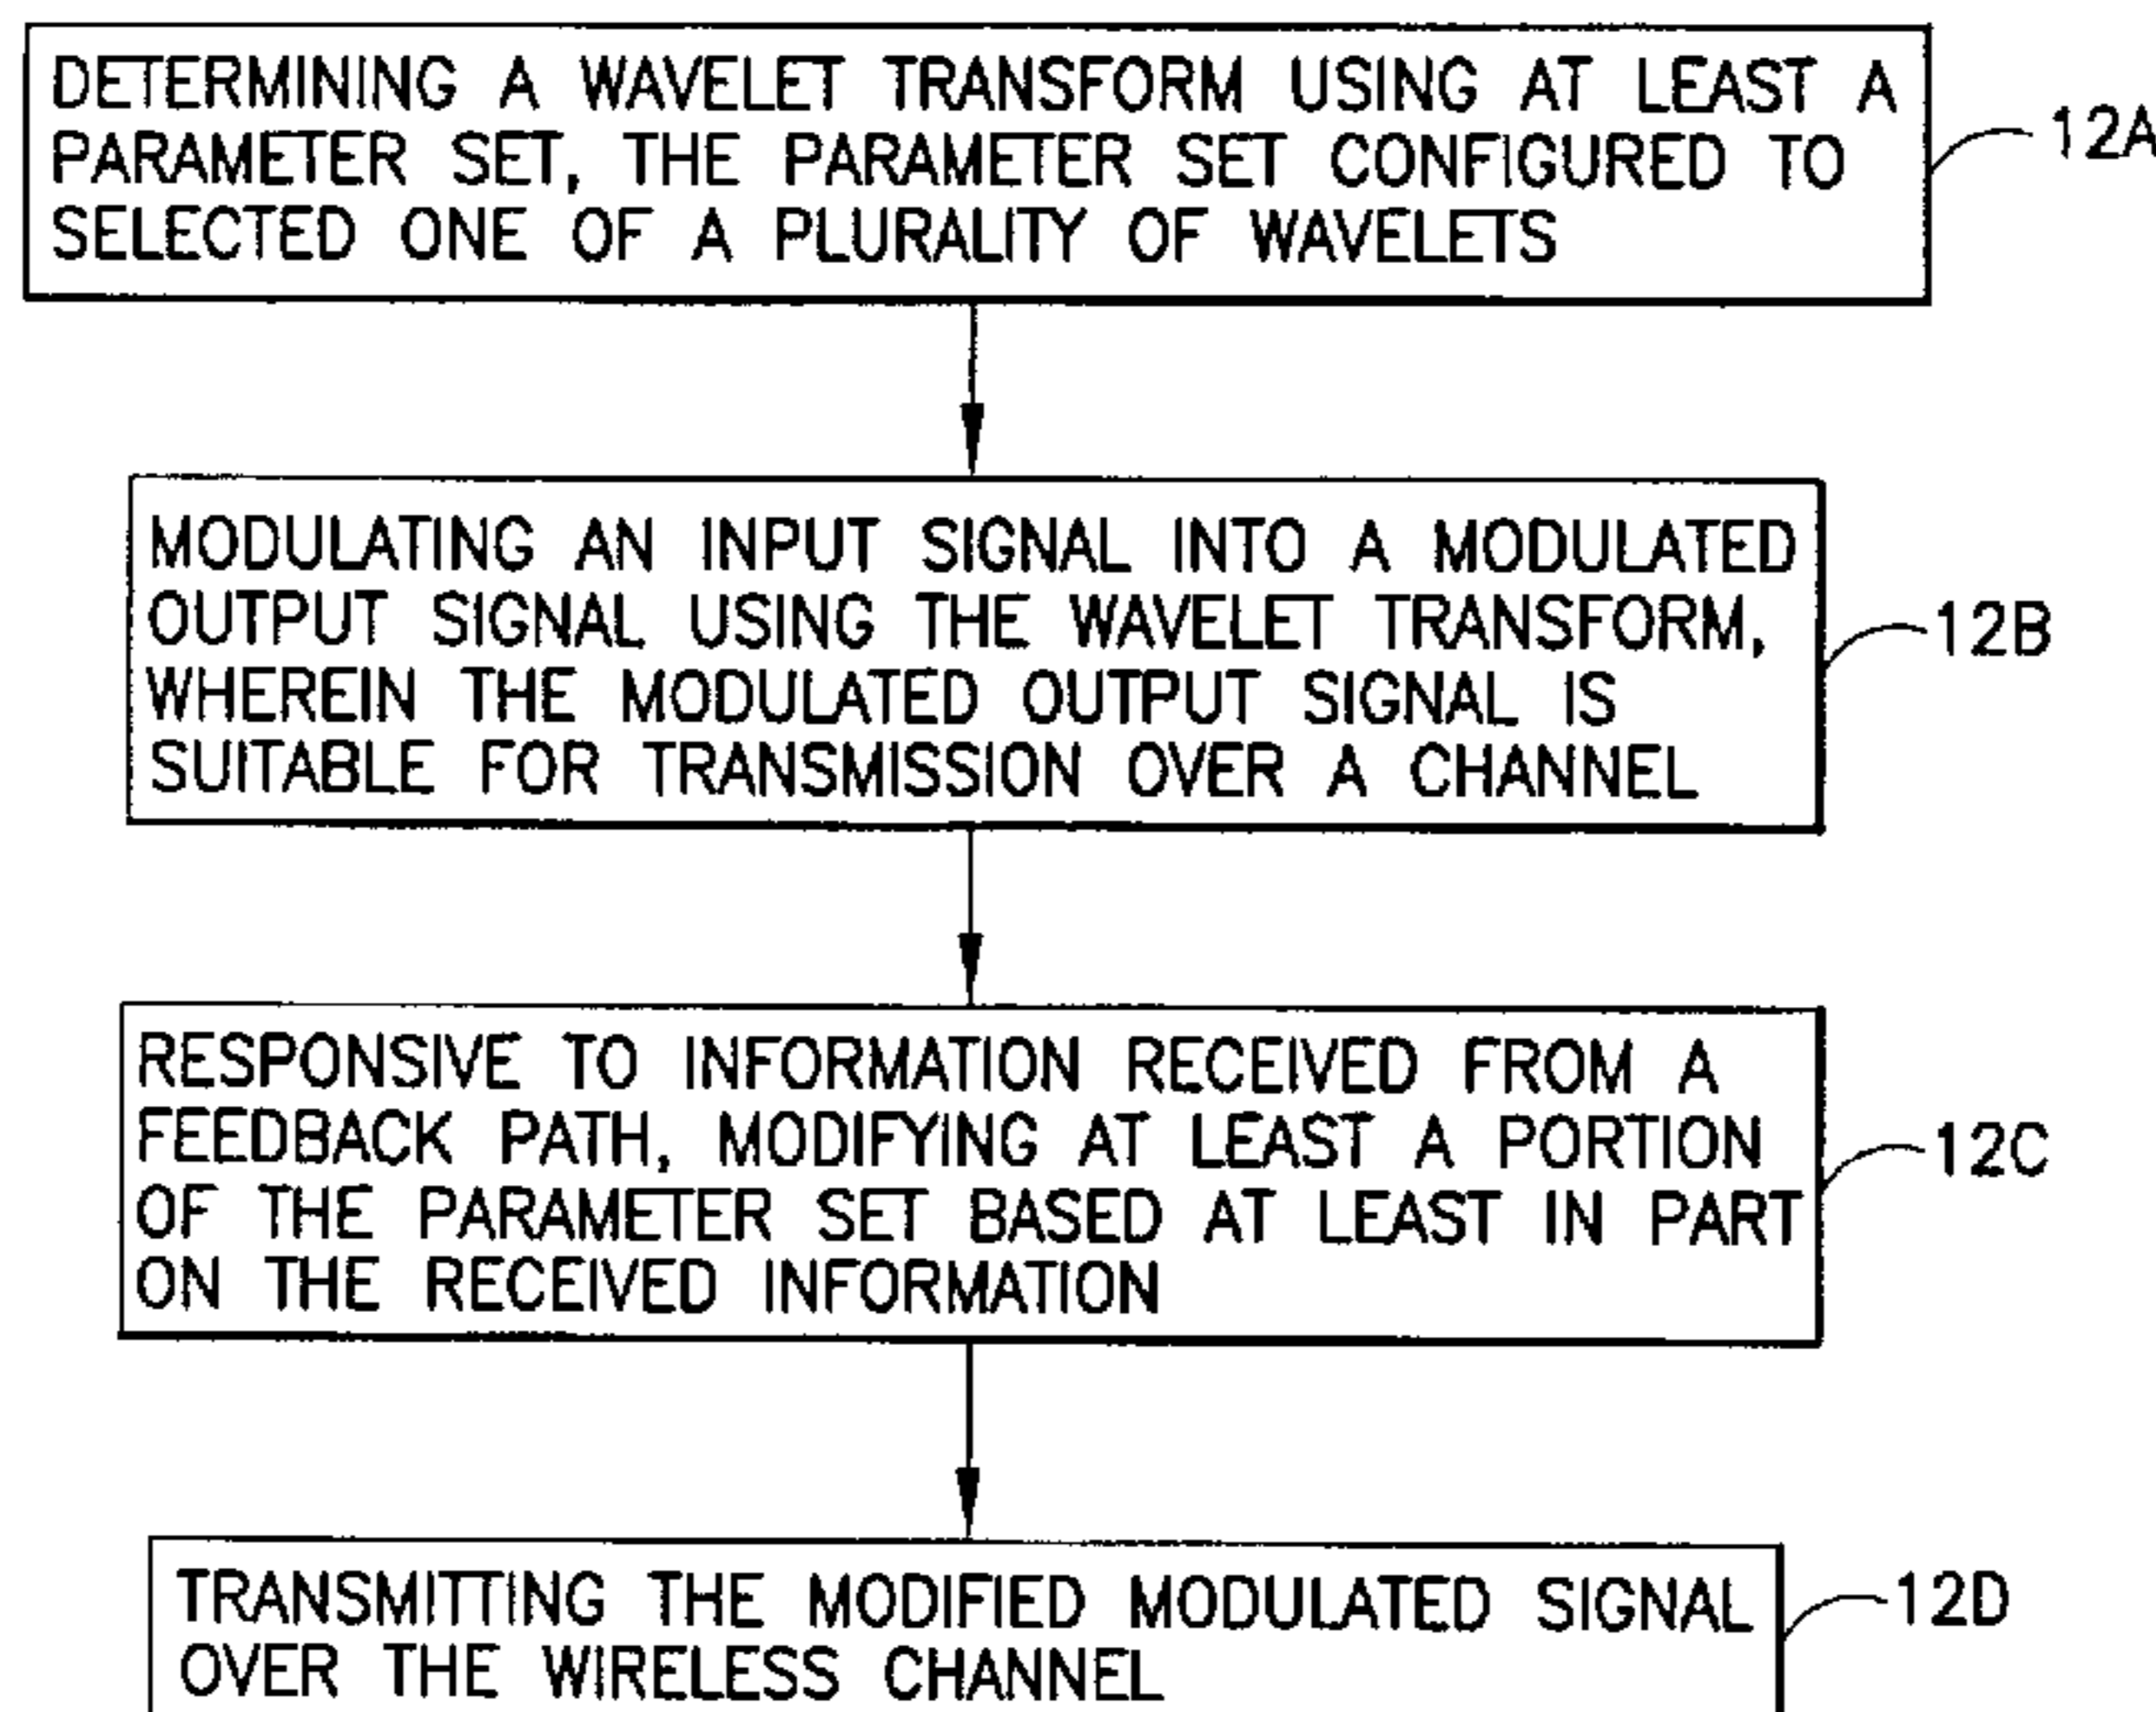 DETERMINING A WAVELET TRANSFORM USING AT LEAST A
PARAMETER SET, THE PARAMETER SET CONFIGURED TO
SELECTED ONE OF A PLURALITY OF WAVELETS
12A
MODULATING AN INPUT SIGNAL INTO A MODULATED
OUTPUT SIGNAL USING THE WAVELET TRANSFORM,
WHEREIN THE MODULATED OUTPUT SIGNAL IS
SUITABLE FOR TRANSMISSION OVER A CHANNEL
12B
RESPONSIVE TO INFORMATION RECEIVED FROM A
FEEDBACK PATH, MODIFYING AT LEAST A PORTION
OF THE PARAMETER SET BASED AT LEAST IN PART
ON THE RECEIVED INFORMATION
12C
TRANSMITTING THE MODIFIED MODULATED SIGNAL
OVER THE WIRELESS CHANNEL
12D